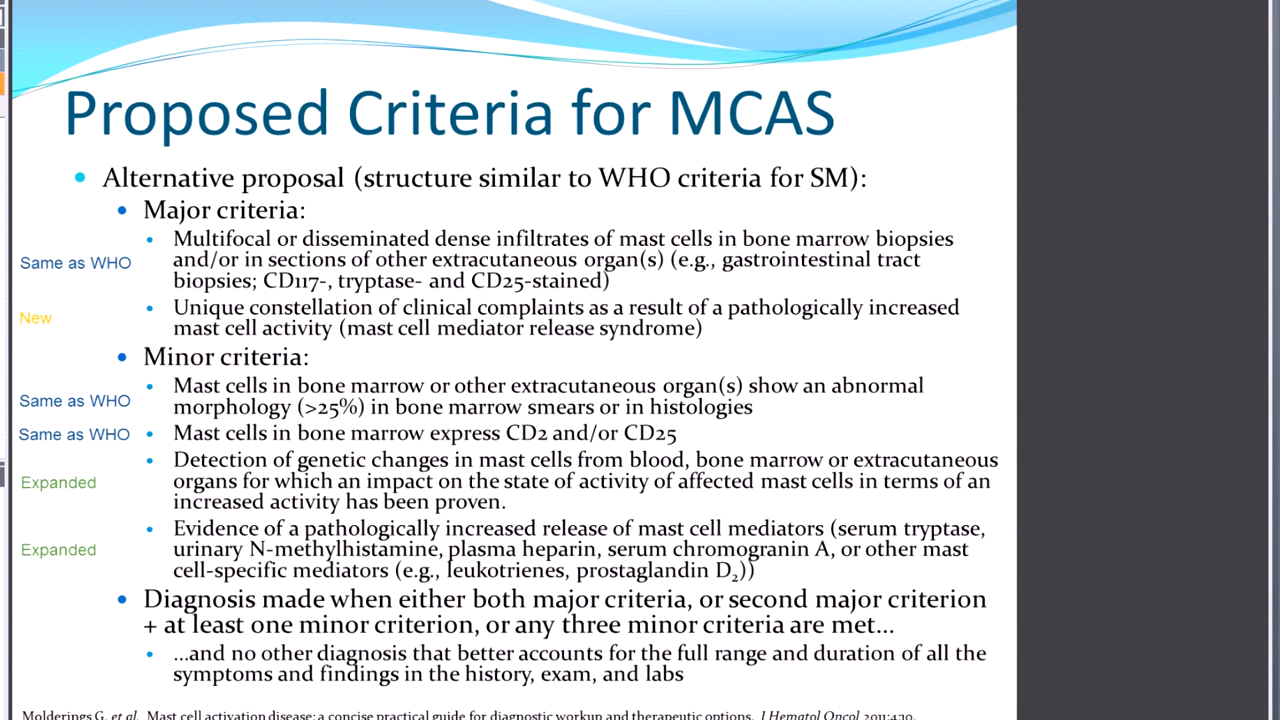 Proposed Criteria for MCAS
• Alternative proposal (structure similar to WHO criteria for SM):
• Major criteria:
• Multifocal or disseminated dense infiltrates of mast cells in bone marrow biopsies
Same as WHO and/or in sections of other extracutaneous organ(s) (e.g., gastrointestinal tract
biopsies; CD117-, tryptase- and CD25-stained)
• Unique constellation of clinical complaints as a result of a pathologically increased
New mast cell activity (mast cell mediator release syndrome)
• Minor criteria:
• Mast cells in bone marrow or other extracutaneous organ(s) show an abnormal
Same as WHO morphology (>25%) in bone marrow smears or in histologies
Same as WHO • Mast cells in bone marrow express CD2 and/or CD25
• Detection of genetic changes in mast cells from blood, bone marrow or extracutaneous
Expanded organs for which an impact on the state of activity of affected mast cells in terms of an
increased activity has been proven.
• Evidence of a pathologically increased release of mast cell mediators (serum tryptase,
Expanded urinary N-methylhistamine, plasma heparin, serum chromogranin A, or other mast
cell-specific mediators (e.g., leukotrienes, prostaglandin D₂))
• Diagnosis made when either both major criteria, or second major criterion
+ at least one minor criterion, or any three minor criteria are met...
• ...and no other diagnosis that better accounts for the full range and duration of all the
symptoms and findings in the history, exam, and labs
Molderings G, et al. Mast cell activation disease: a concise practical guide for diagnostic workup and therapeutic options. J Hematol Oncol 2011;4:10.